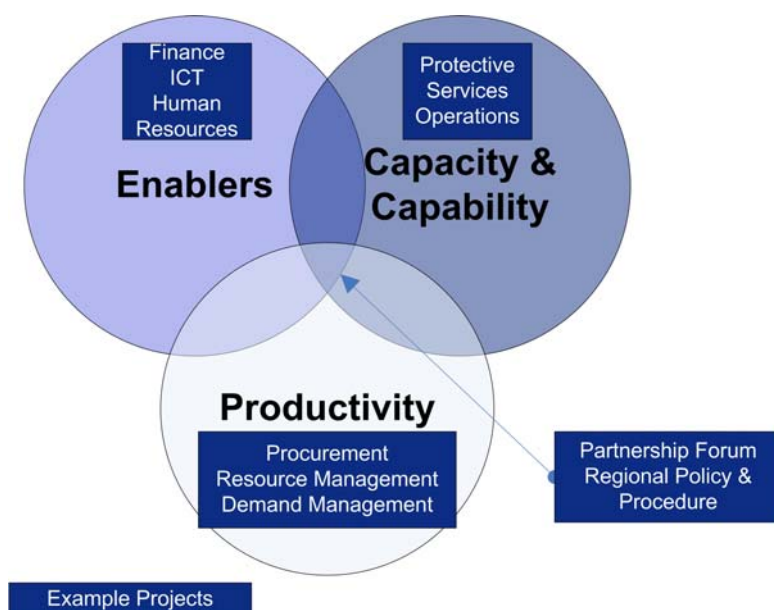 Finance
ICT
Human
Resources
Enablers
Protective
Services
Operations
Capacity &
Capability
Productivity
Procurement
Resource Management
Demand Management
Partnership Forum
Regional Policy &
Procedure
Example Projects